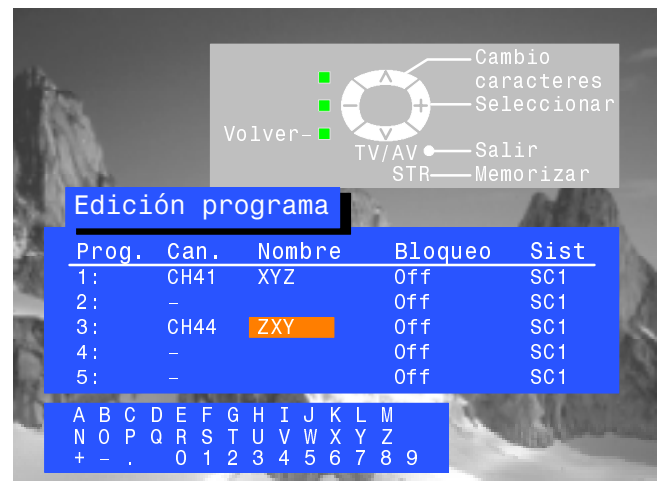 Cambio
caracteres
Seleccionar
Volver
TV/AV Salir
STR Memorizar
Edición programa
Prog. Can. Nombre Bloqueo Sist
1: CH41 XYZ Off SC1
2: – Off SC1
3: CH44 ZXY Off SC1
4: – Off SC1
5: – Off SC1
A B C D E F G H I J K L M
N O P Q R S T U V W X Y Z
+ – . 0 1 2 3 4 5 6 7 8 9